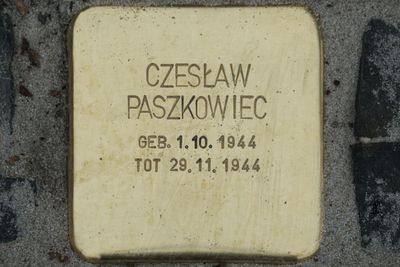 CZESŁAW
PASZKOWIEC
GEB. 1.10. 1944
TOT 29.11. 1944